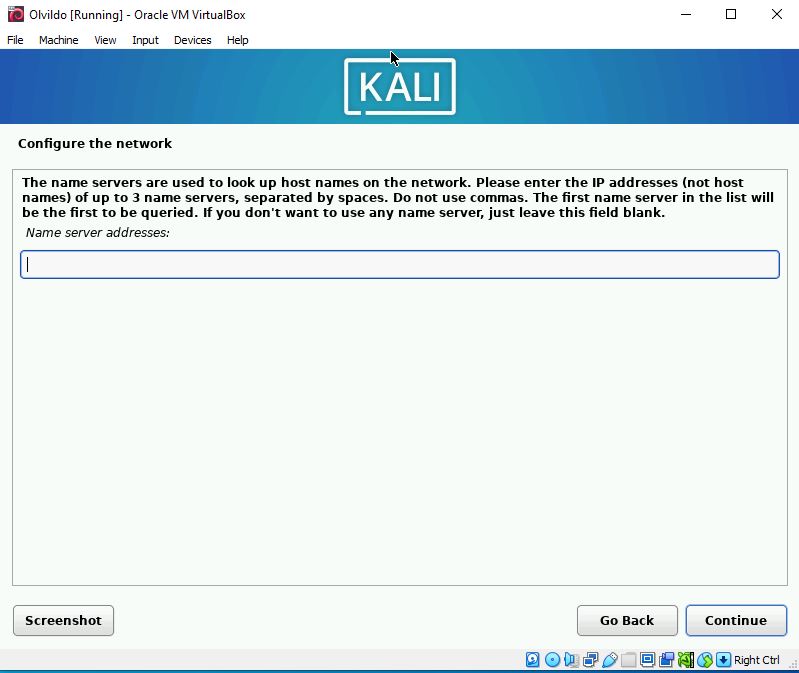 Olvildo [Running] - Oracle VM VirtualBox
File Machine View Input Devices Help
KALI
Configure the network
The name servers are used to look up host names on the network. Please enter the IP addresses (not host
names) of up to 3 name servers, separated by spaces. Do not use commas. The first name server in the list will
be the first to be queried. If you don't want to use any name server, just leave this field blank.
Name server addresses:
Screenshot Go Back Continue
Right Ctrl